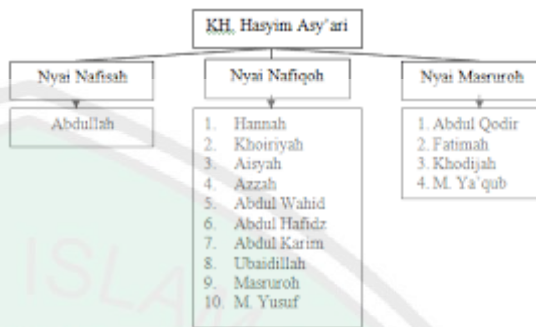 KH. Hasyim Asy'ari
Nyai Nafisah
Nyai Nafiqoh
Nyai Masruroh
Abdullah
1. Hannah
2. Khoiriyah
3. Aisyah
4. Azzah
5. Abdul Wahid
6. Abdul Hafidz
7. Abdul Karim
8. Ubaidillah
9. Masruroh
10. M. Yusuf
1. Abdul Qodir
2. Fatimah
3. Khodijah
4. M. Ya'qub
ISLAM